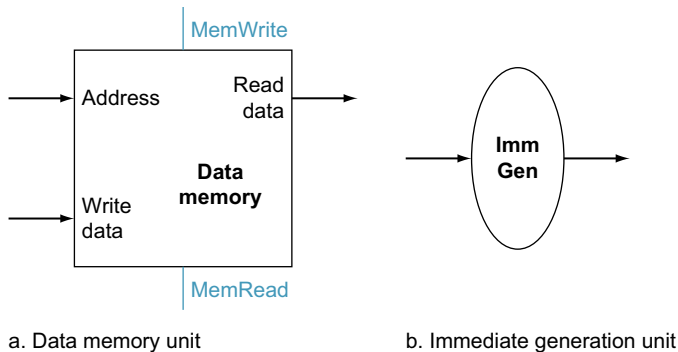 MemWrite
Address
Read
data
Data
memory
Write
data
MemRead
Imm
Gen
a. Data memory unit
b. Immediate generation unit